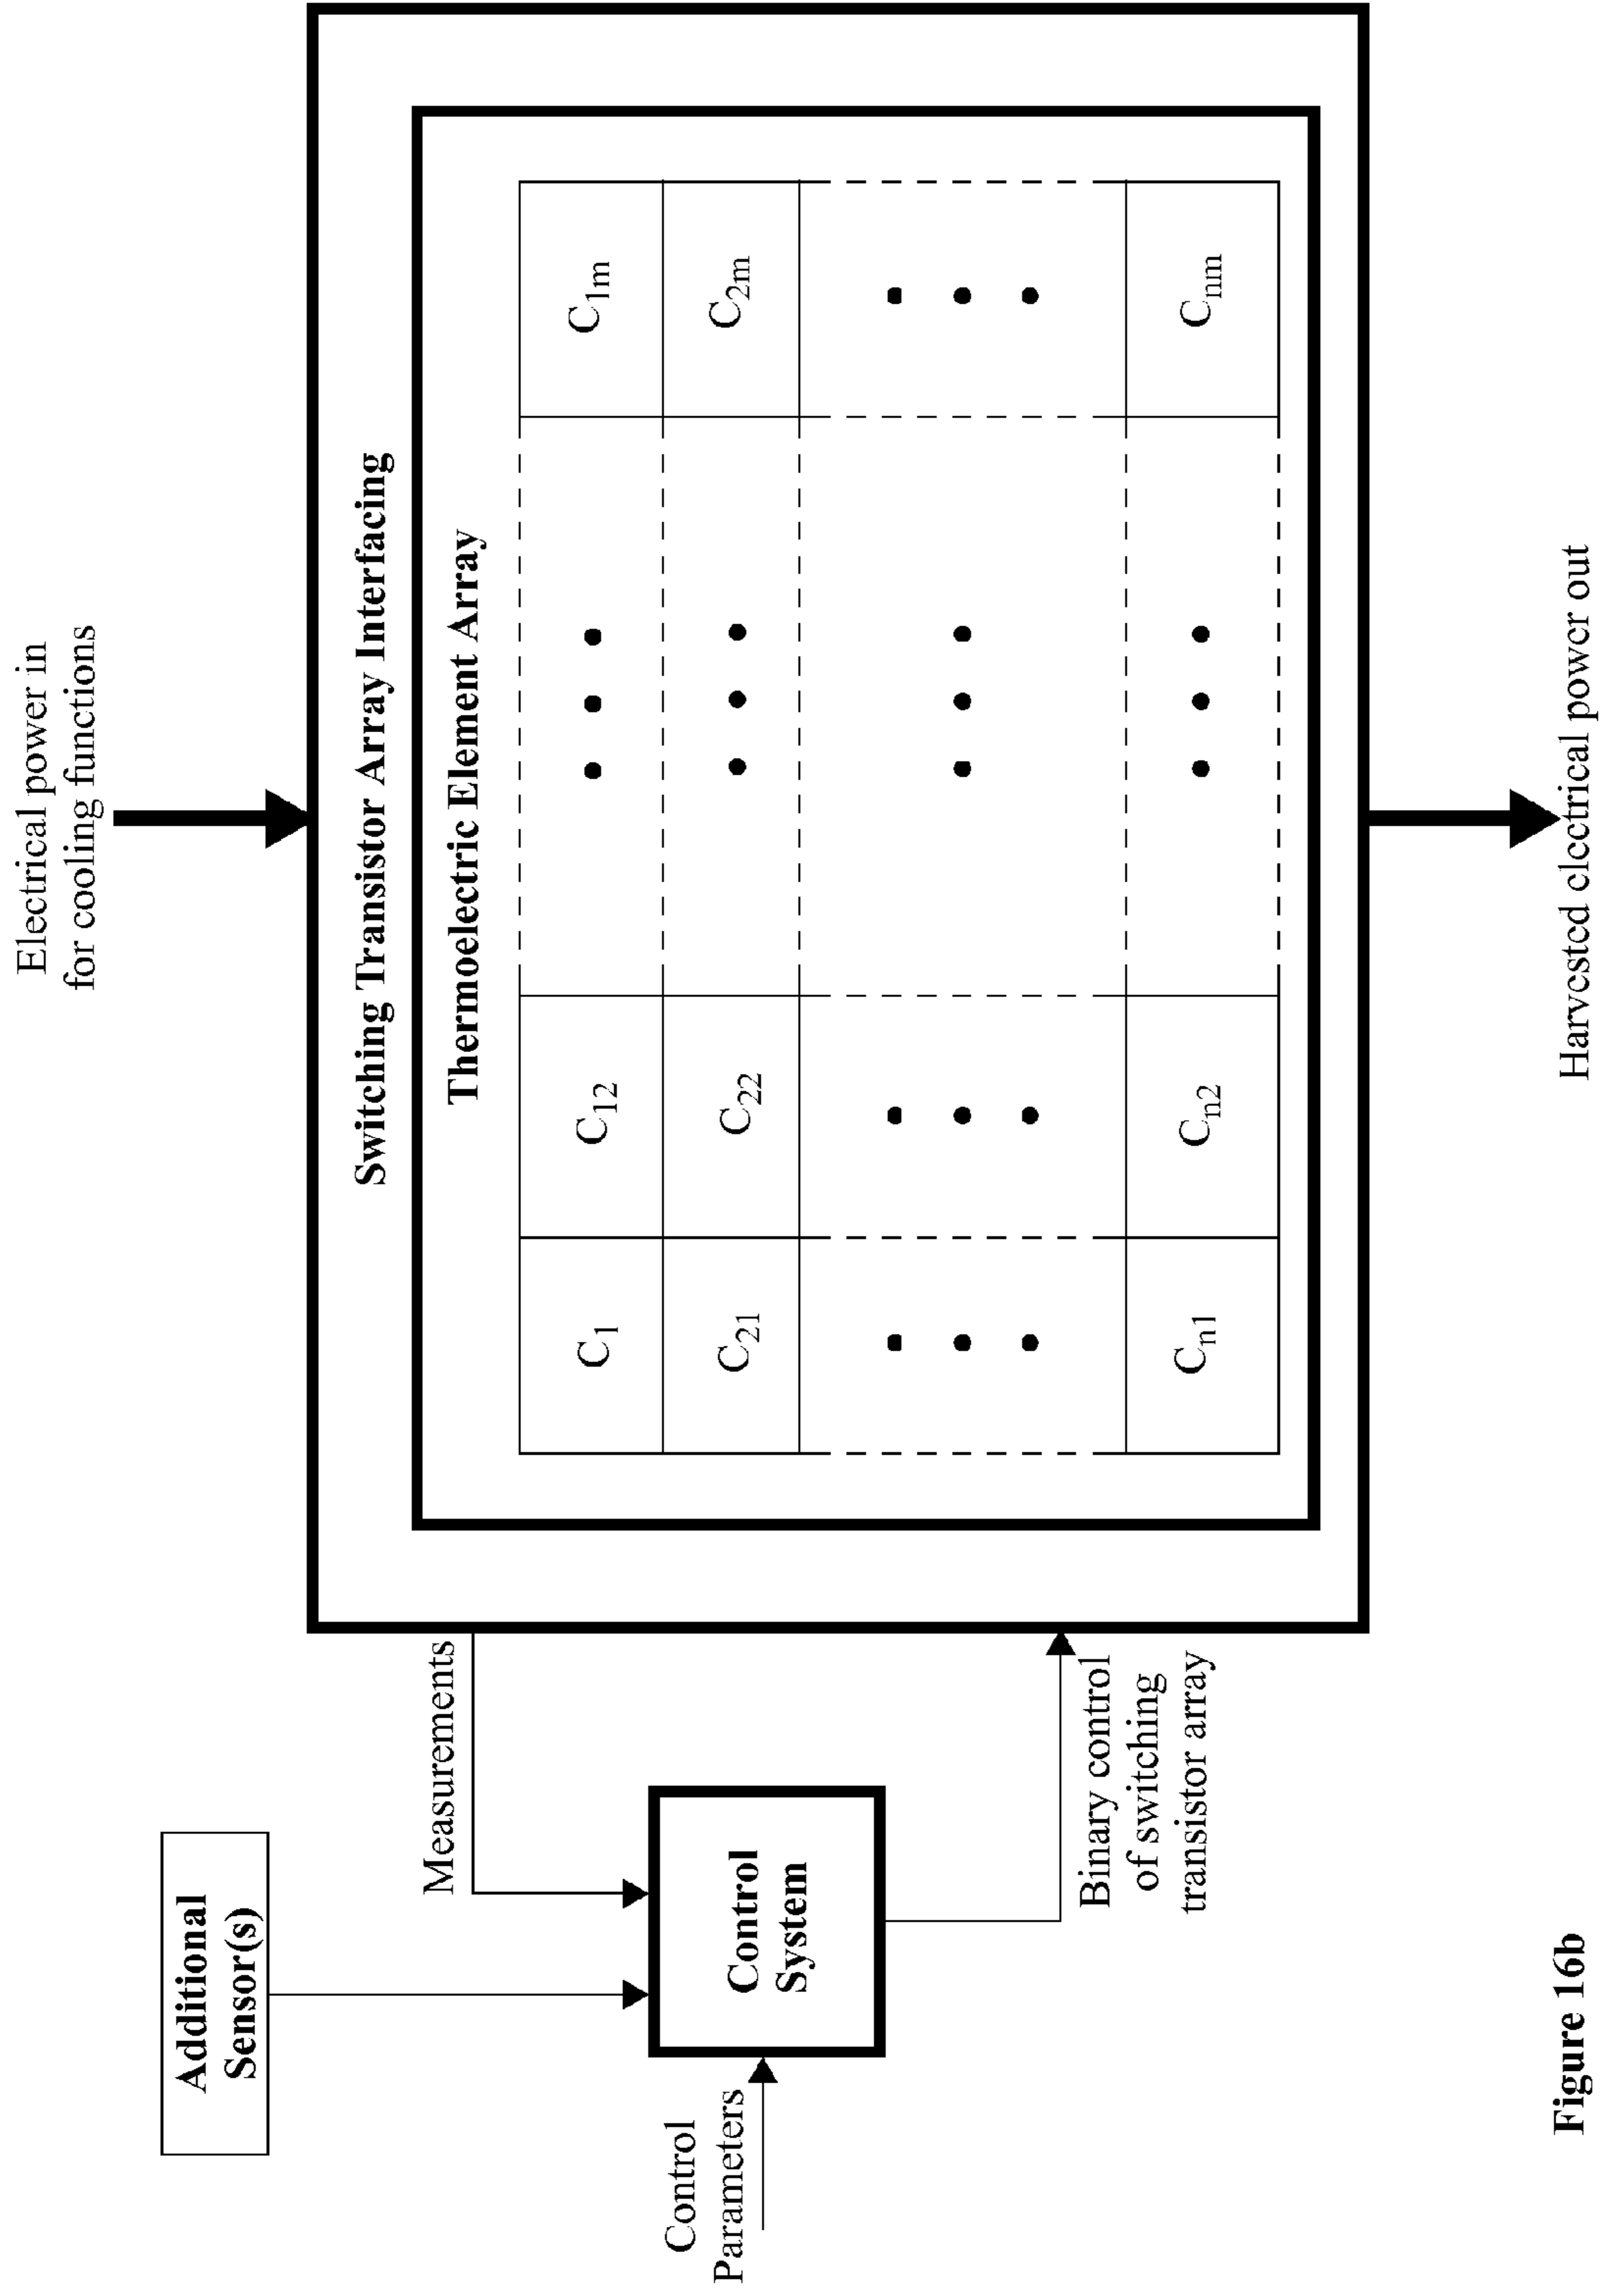 Electrical power in
for cooling functions
Switching Transistor Array Interfacing
Thermoelectric Element Array
C1 C12 C1m
C21 C22 C2m
Cn1 Cn2 Cnm
Additional
Sensor(s)
Measurements
Control
Parameters
Control
System
Binary control
of switching
transistor array
Harvested electrical power out
Figure 16b